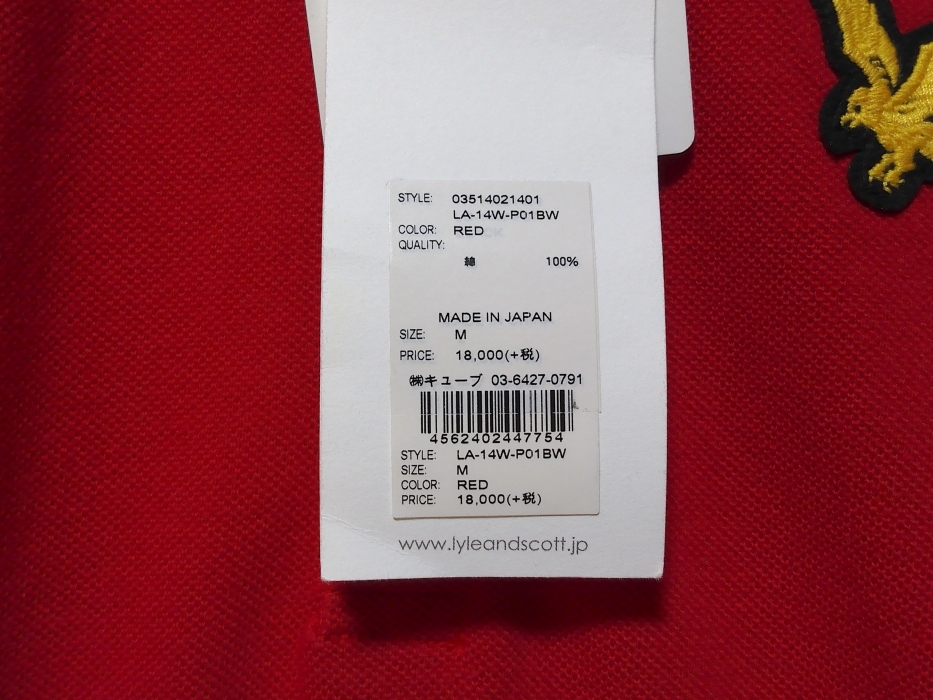 STYLE: 03514021401
LA-14W-P01BW
COLOR: RED
QUALITY:
綿 100%
MADE IN JAPAN
SIZE: M
PRICE: 18,000(+税)
㈱キューブ 03-6427-0791
4562402447754
STYLE: LA-14W-P01BW
SIZE: M
COLOR: RED
PRICE: 18,000(+税)
www.lyleandscott.jp